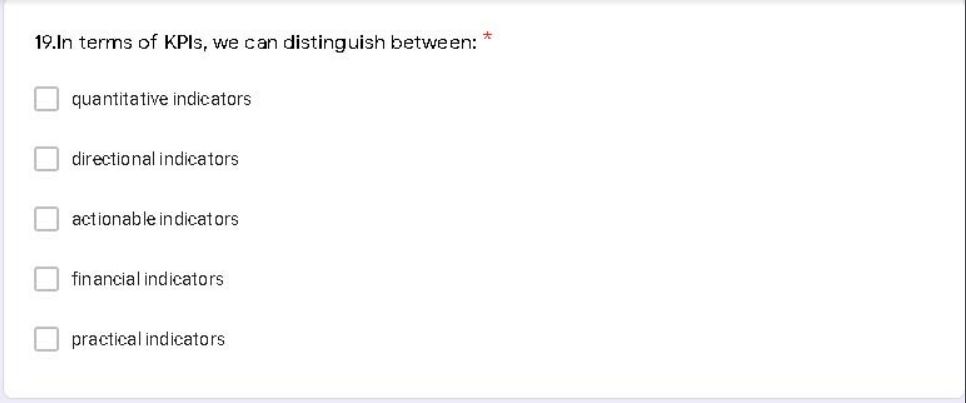 19.In terms of KPIs, we can distinguish between: *
quantitative indicators
directional indicators
actionable indicators
financial indicators
practical indicators